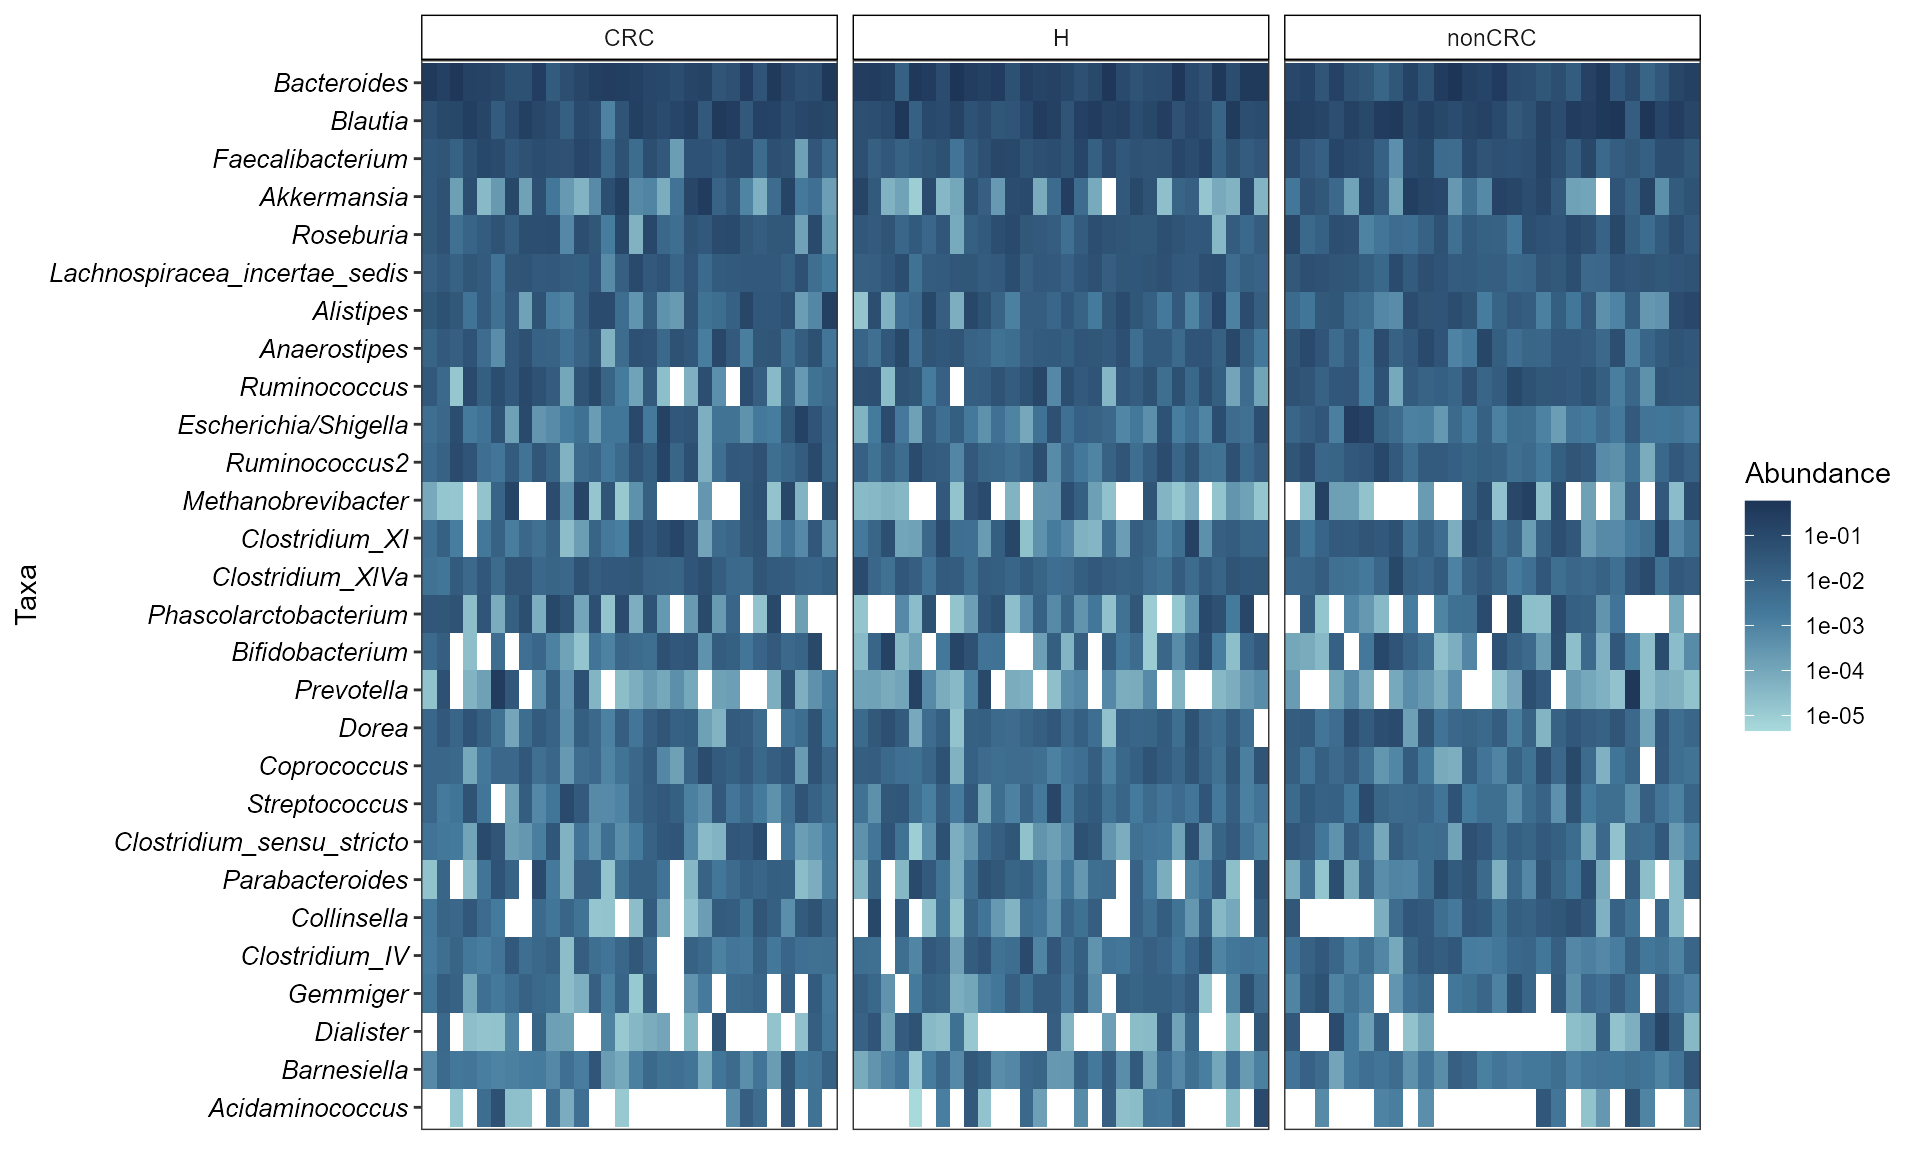 CRC
H
nonCRC
Taxa
Bacteroides
Blautia
Faecalibacterium
Akkermansia
Roseburia
Lachnospiracea_incertae_sedis
Alistipes
Anaerostipes
Ruminococcus
Escherichia/Shigella
Ruminococcus2
Methanobrevibacter
Clostridium_XI
Clostridium_XIVa
Phascolarctobacterium
Bifidobacterium
Prevotella
Dorea
Coprococcus
Streptococcus
Clostridium_sensu_stricto
Parabacteroides
Collinsella
Clostridium_IV
Gemmiger
Dialister
Barnesiella
Acidaminococcus
Abundance
1e-01
1e-02
1e-03
1e-04
1e-05